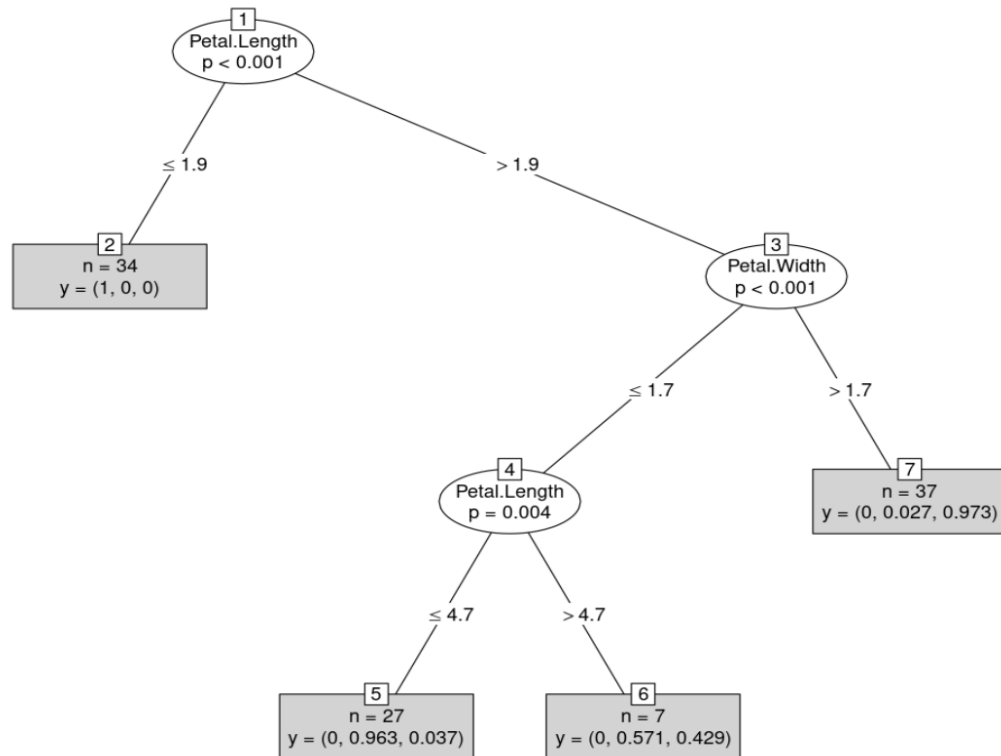 1
Petal.Length
p < 0.001
≤ 1.9
> 1.9
2
n = 34
y = (1, 0, 0)
3
Petal.Width
p < 0.001
≤ 1.7
> 1.7
4
Petal.Length
p = 0.004
7
n = 37
y = (0, 0.027, 0.973)
≤ 4.7
> 4.7
5
n = 27
y = (0, 0.963, 0.037)
6
n = 7
y = (0, 0.571, 0.429)